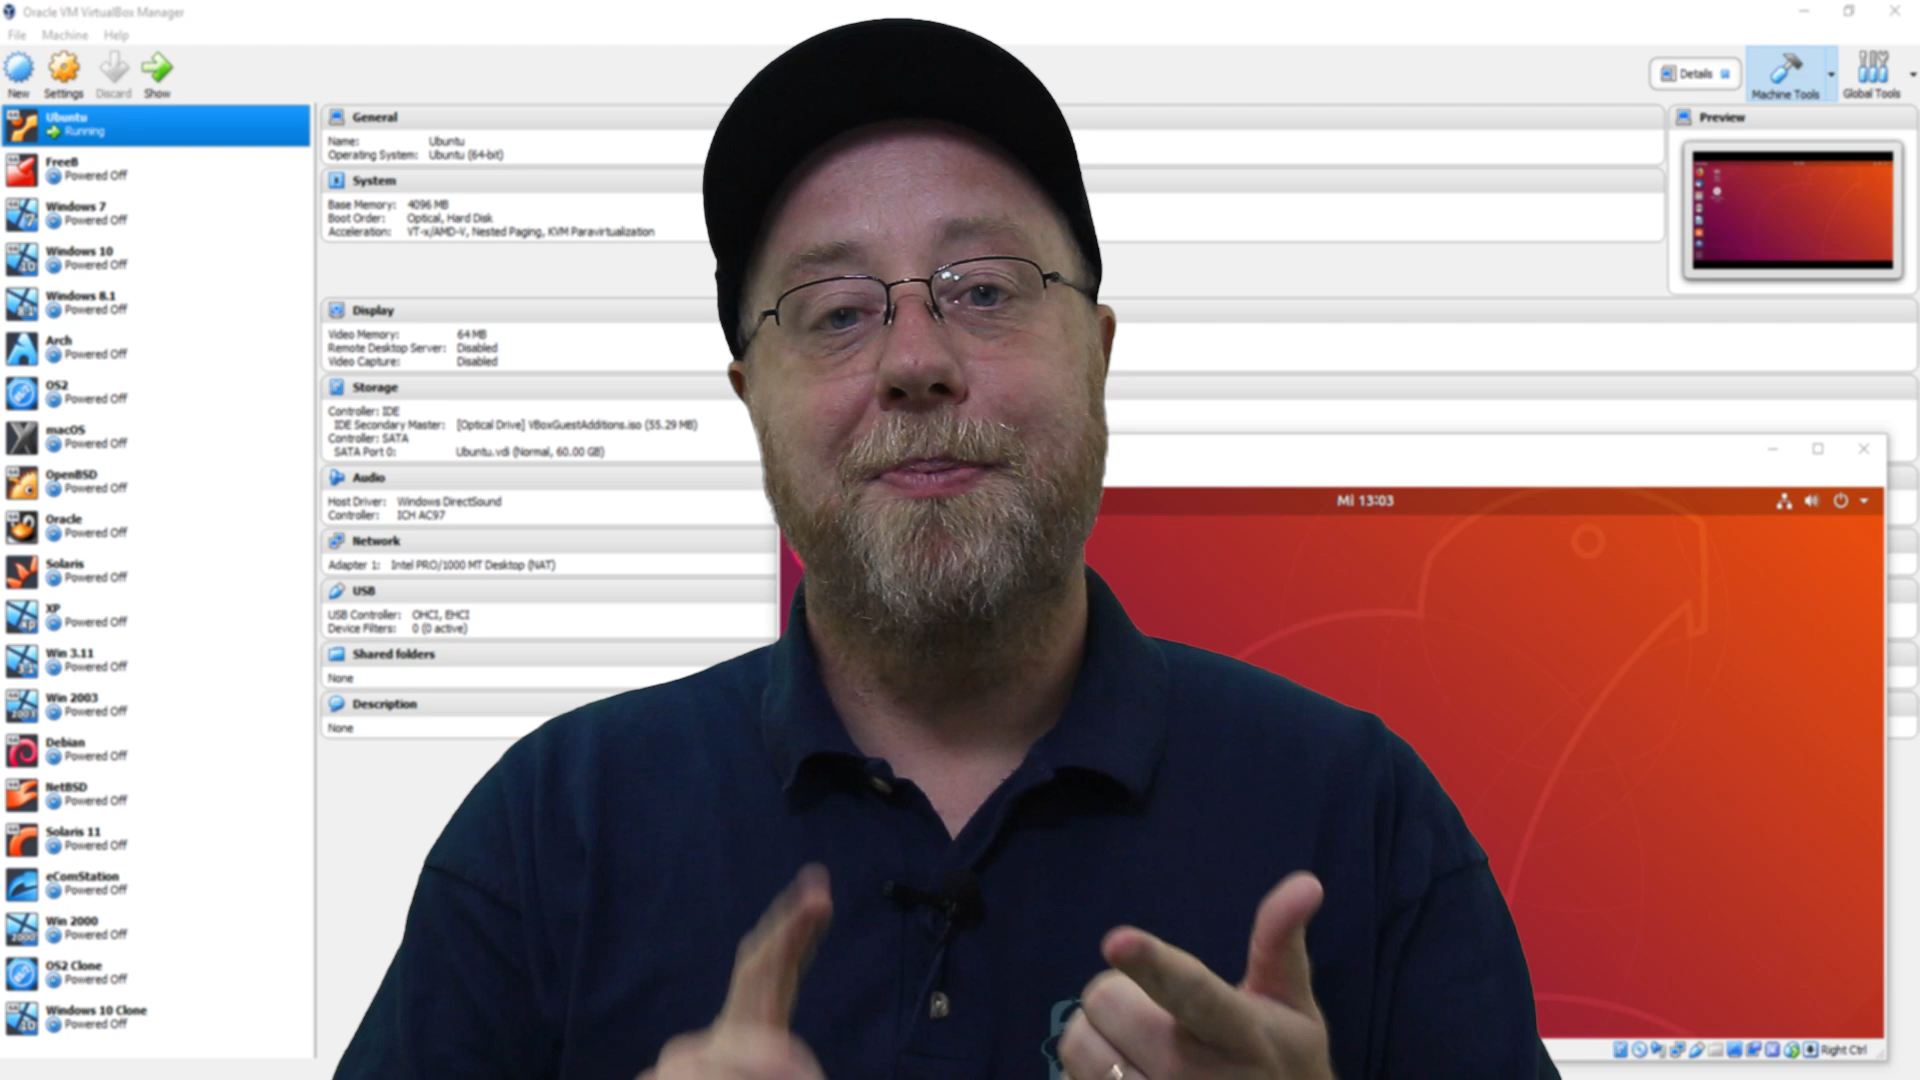 Oracle VM VirtualBox Manager
File Machine Help
New Settings Discard Show
Details
Machine Tools
Global Tools
Ubuntu
Running
FreeB
Powered Off
Windows 7
Powered Off
Windows 10
Powered Off
Windows 8.1
Powered Off
Arch
Powered Off
OS2
Powered Off
macOS
Powered Off
OpenBSD
Powered Off
Oracle
Powered Off
Solaris
Powered Off
XP
Powered Off
Win 3.11
Powered Off
Win 2003
Powered Off
Debian
Powered Off
NetBSD
Powered Off
Solaris 11
Powered Off
eComStation
Powered Off
Win 2000
Powered Off
OS2 Clone
Powered Off
Windows 10 Clone
Powered Off
General
Name: Ubuntu
Operating System: Ubuntu (64-bit)
System
Base Memory: 4096 MB
Boot Order: Optical, Hard Disk
Acceleration: VT-x/AMD-V, Nested Paging, KVM Paravirtualization
Display
Video Memory: 64 MB
Remote Desktop Server: Disabled
Video Capture: Disabled
Storage
Controller: IDE
IDE Secondary Master: [Optical Drive] VBoxGuestAdditions.iso (55.29 MB)
Controller: SATA
SATA Port 0: Ubuntu.vdi (Normal, 60.00 GB)
Audio
Host Driver: Windows DirectSound
Controller: ICH AC97
Network
Adapter 1: Intel PRO/1000 MT Desktop (NAT)
USB
USB Controller: OHCI, EHCI
Device Filters: 0 (0 active)
Shared folders
None
Description
None
Preview
Mi 13:03
Right Ctrl